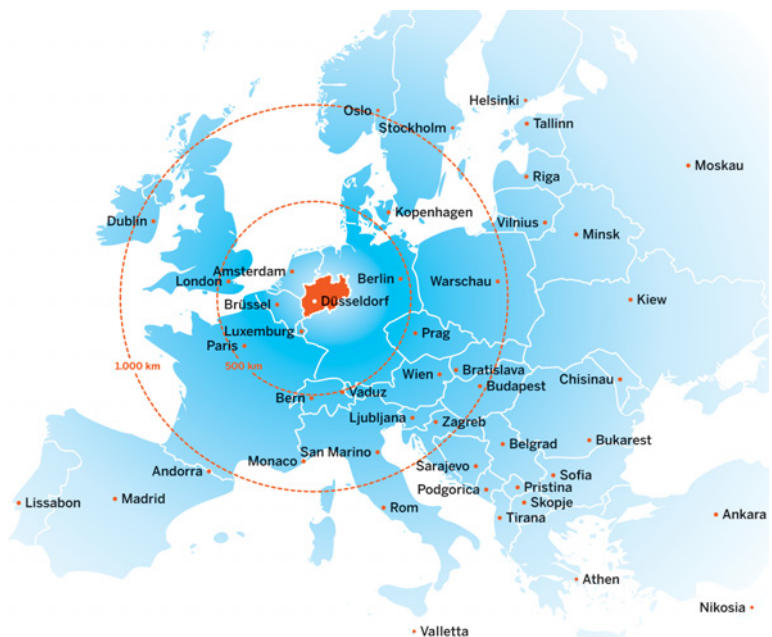 Oslo
Helsinki
Stockholm
Tallinn
Moskau
Riga
Kopenhagen
Dublin
Vilnius
Minsk
Amsterdam
London
Berlin
Warschau
Brüssel
Düsseldorf
Kiew
Luxemburg
Prag
Paris
1.000 km
500 km
Wien
Bratislava
Chisinau
Budapest
Bern
Vaduz
Ljubljana
Zagreb
Belgrad
Bukarest
San Marino
Monaco
Sarajevo
Andorra
Sofia
Podgorica
Pristina
Lissabon
Madrid
Skopje
Rom
Tirana
Ankara
Athen
Nikosia
Valletta